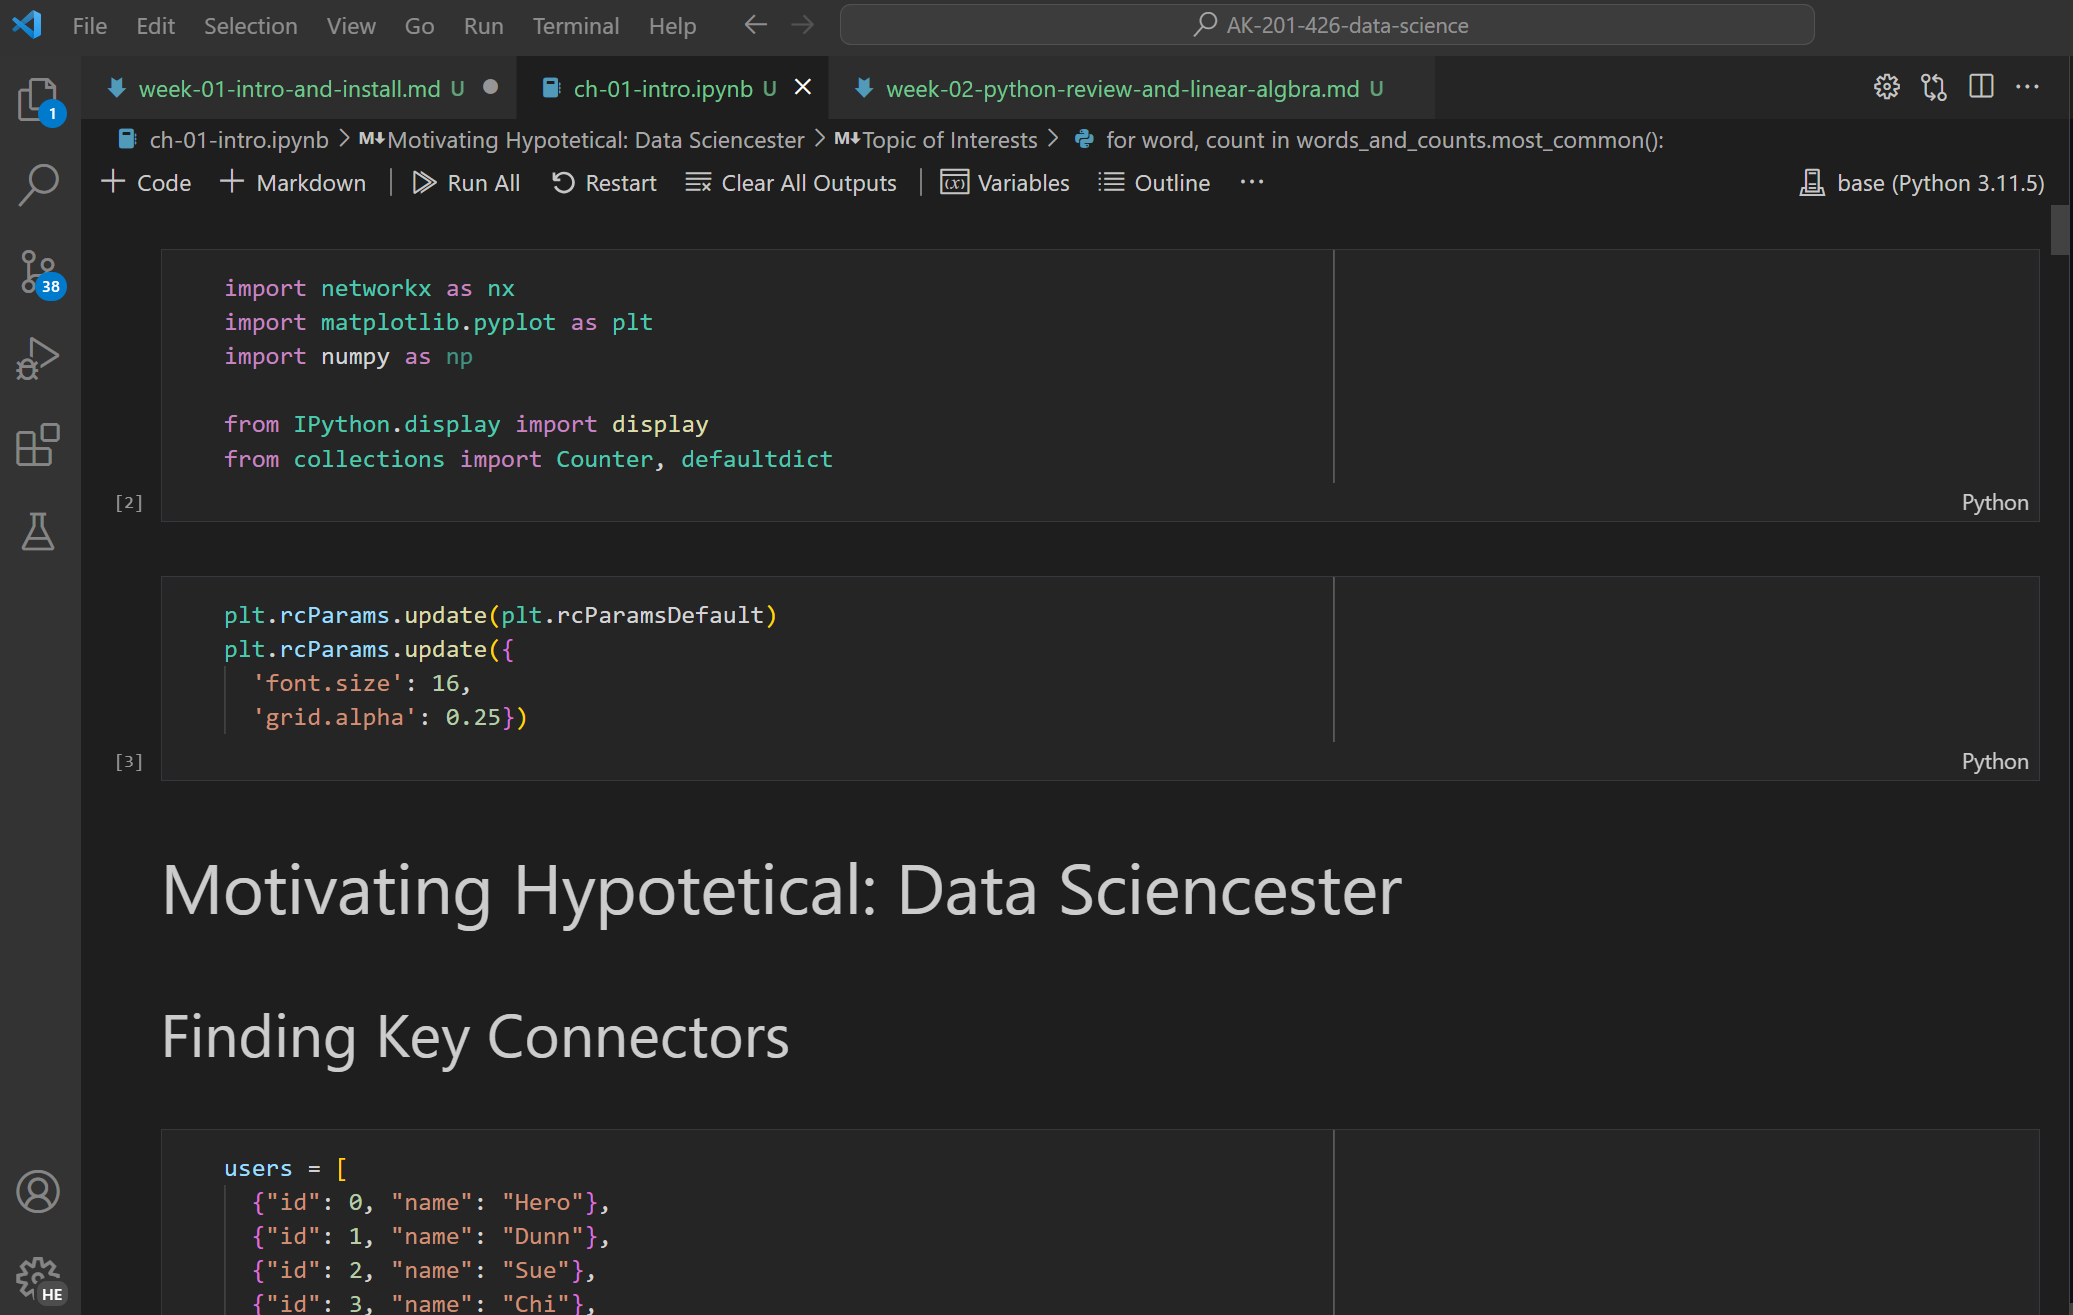 File Edit Selection View Go Run Terminal Help AK-201-426-data-science
week-01-intro-and-install.md U ch-01-intro.ipynb U week-02-python-review-and-linear-algbra.md U
ch-01-intro.ipynb > M↓Motivating Hypotetical: Data Sciencester > M↓Topic of Interests > for word, count in words_and_counts.most_common():
+ Code + Markdown | Run All Restart Clear All Outputs | (x) Variables Outline ··· base (Python 3.11.5)
1
38
import networkx as nx
import matplotlib.pyplot as plt
import numpy as np
from IPython.display import display
from collections import Counter, defaultdict
[2]
Python
plt.rcParams.update(plt.rcParamsDefault)
plt.rcParams.update({
'font.size': 16,
'grid.alpha': 0.25})
[3]
Python
Motivating Hypotetical: Data Sciencester
Finding Key Connectors
users = [
{"id": 0, "name": "Hero"},
{"id": 1, "name": "Dunn"},
{"id": 2, "name": "Sue"},
{"id": 3, "name": "Chi"},
HE